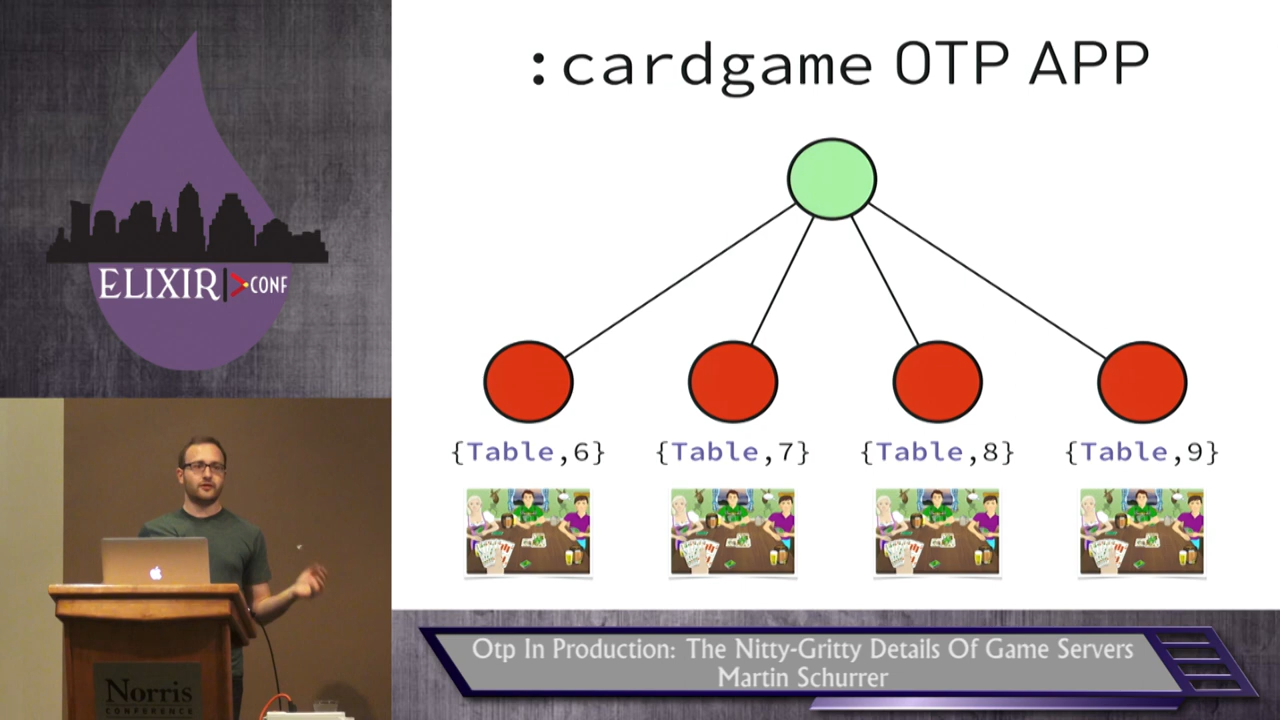 :cardgame OTP APP
{Table,6} {Table,7} {Table,8} {Table,9}
ELIXIR|>CONF
Norris
CONFERENCE
Otp In Production: The Nitty-Gritty Details Of Game Servers
Martin Schurrer